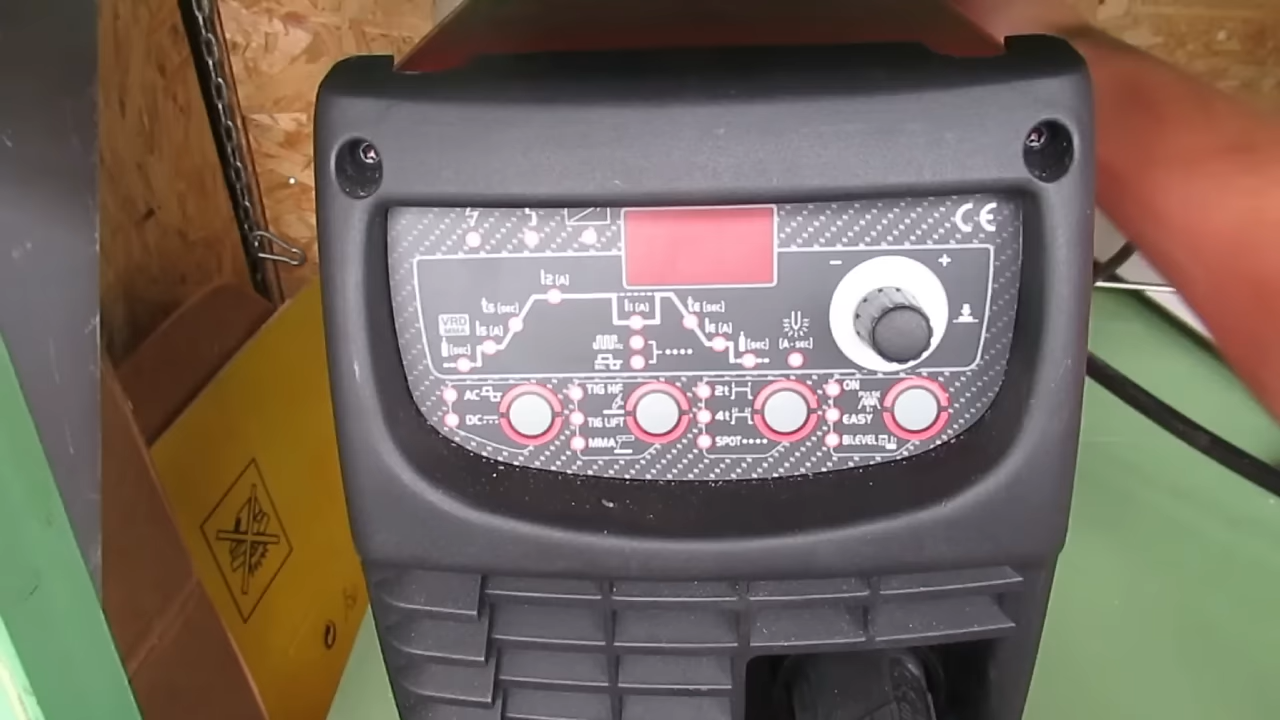 CE
I2 (A)
ts (sec)
I1 (A)
te (sec)
VRD
MMA
Is (A)
Ie (A)
(sec)
(sec)
(A-sec)
- +
AC
DC
TIG HF
TIG LIFT
MMA
2t
4t
SPOT
ON
PULSE
EASY
BILEVEL